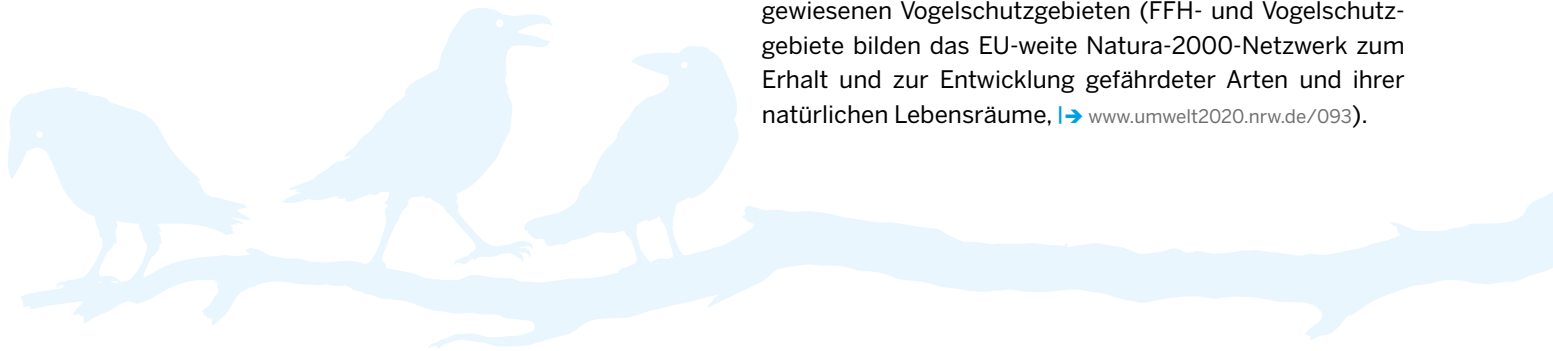 gewiesenen Vogelschutzgebieten (FFH- und Vogelschutz-
gebiete bilden das EU-weite Natura-2000-Netzwerk zum
Erhalt und zur Entwicklung gefährdeter Arten und ihrer
natürlichen Lebensräume, |➔ www.umwelt2020.nrw.de/093).